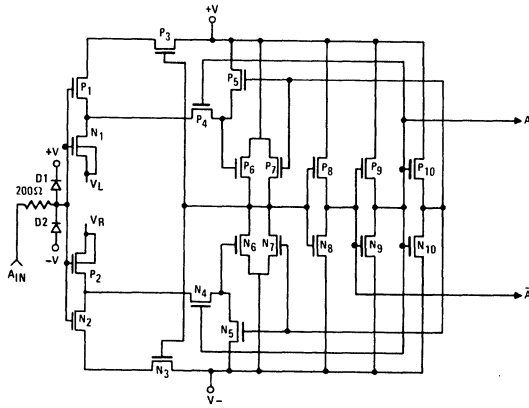 +V
P3
P1
P5
P4
A
N1
+V
P6
P7
P8
P9
P10
D1
VL
200Ω
D2
VR
-V
N6
N7
N8
N9
N10
AIN
P2
N4
A̅
N2
N5
N3
V-